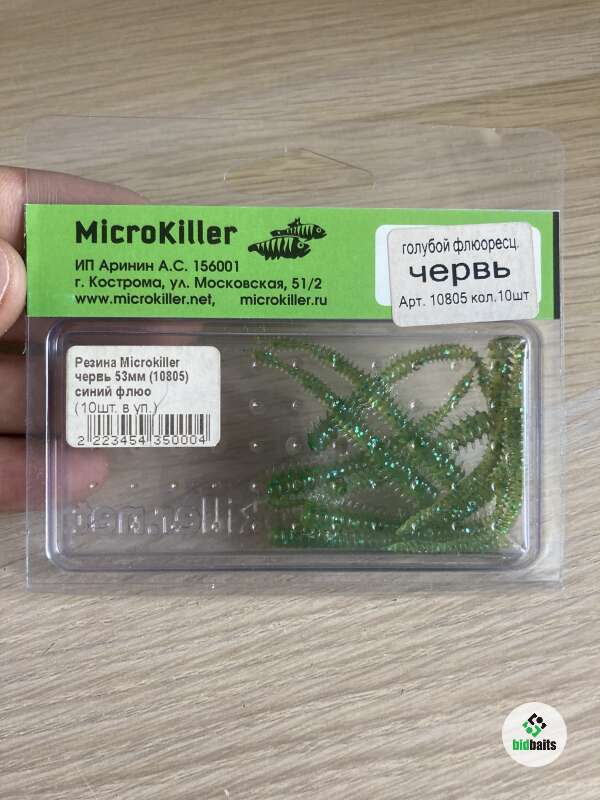 MicroKiller
ИП Аринин А.С. 156001
г. Кострома, ул. Московская, 51/2
www.microkiller.net, microkiller.ru
голубой флюоресц.
червь
Арт. 10805 кол.10шт
Резина Microkiller
червь 53мм (10805)
синий флюо
(10шт. в уп.)
2 223454 350004
bidbaits